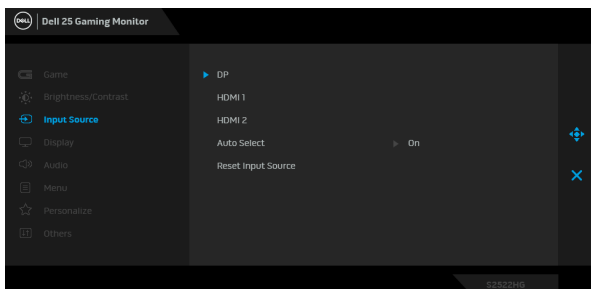 DELL
Dell 25 Gaming Monitor
Game
DP
Brightness/Contrast
HDMI 1
Input Source
HDMI 2
Display
Auto Select On
Audio
Reset Input Source
Menu
Personalize
Others
S2522HG